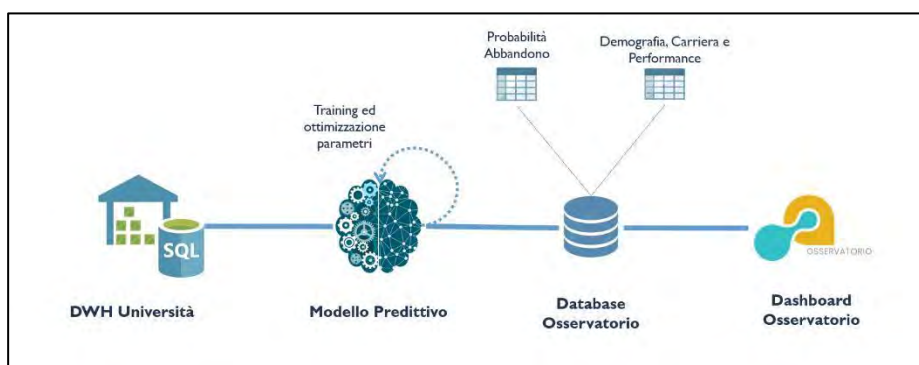 Probabilità
Abbandono
Demografia, Carriera e
Performance
Training ed
ottimizzazione
parametri
SQL
OSSERVATORIO
DWH Università
Modello Predittivo
Database
Osservatorio
Dashboard
Osservatorio